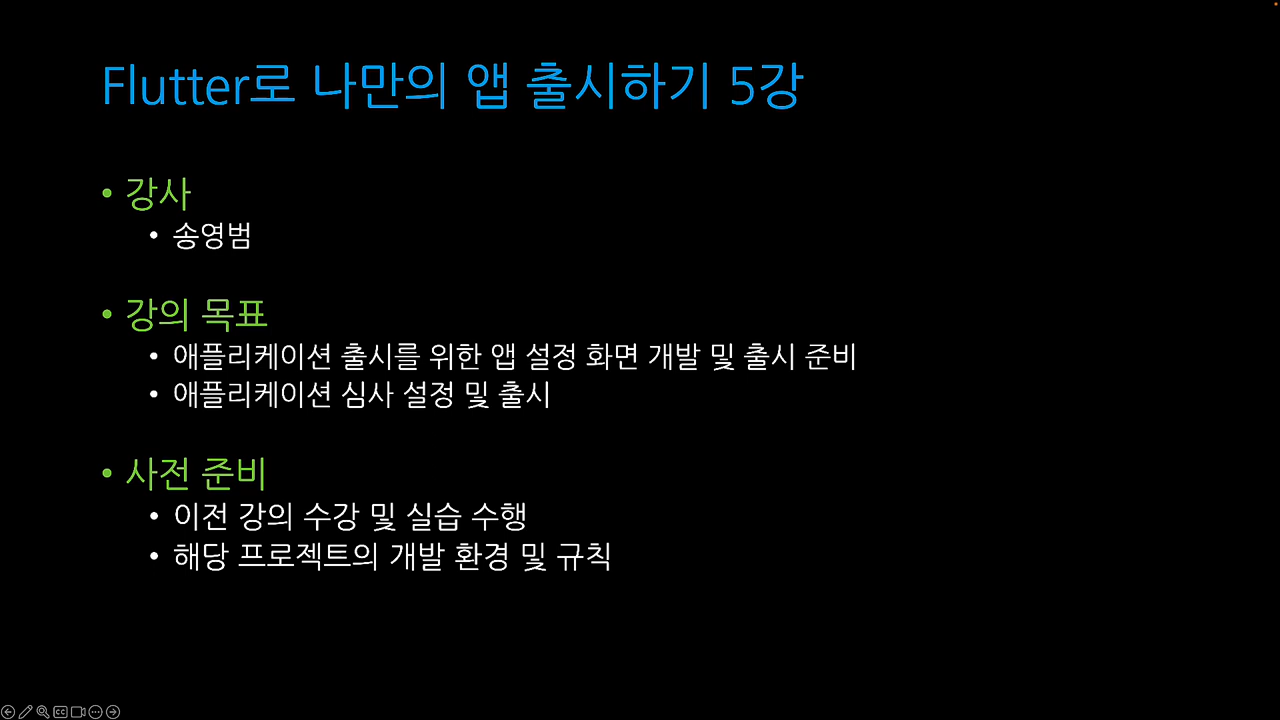 Flutter로 나만의 앱 출시하기 5강
• 강사
• 송영범
• 강의 목표
• 애플리케이션 출시를 위한 앱 설정 화면 개발 및 출시 준비
• 애플리케이션 심사 설정 및 출시
• 사전 준비
• 이전 강의 수강 및 실습 수행
• 해당 프로젝트의 개발 환경 및 규칙